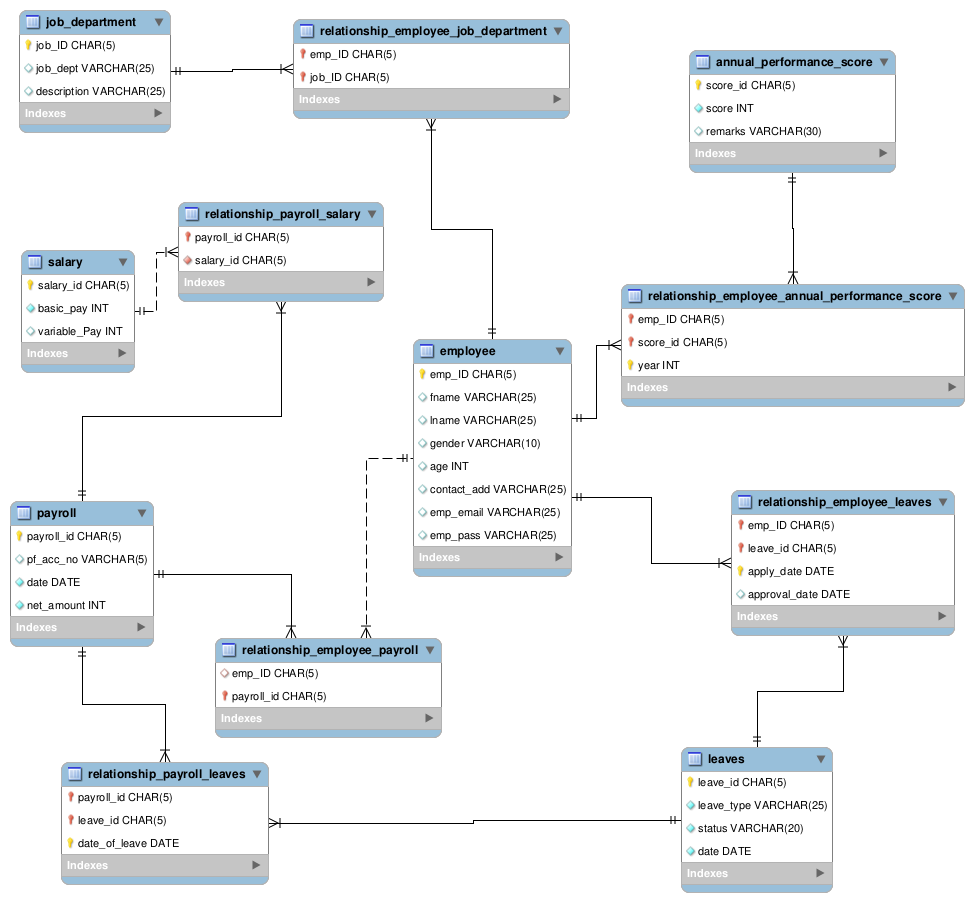 job_department
job_ID CHAR(5)
job_dept VARCHAR(25)
description VARCHAR(25)
Indexes
relationship_employee_job_department
emp_ID CHAR(5)
job_ID CHAR(5)
Indexes
annual_performance_score
score_id CHAR(5)
score INT
remarks VARCHAR(30)
Indexes
relationship_payroll_salary
payroll_id CHAR(5)
salary_id CHAR(5)
Indexes
salary
salary_id CHAR(5)
basic_pay INT
variable_Pay INT
Indexes
relationship_employee_annual_performance_score
emp_ID CHAR(5)
score_id CHAR(5)
year INT
Indexes
employee
emp_ID CHAR(5)
fname VARCHAR(25)
lname VARCHAR(25)
gender VARCHAR(10)
age INT
contact_add VARCHAR(25)
emp_email VARCHAR(25)
emp_pass VARCHAR(25)
Indexes
payroll
payroll_id CHAR(5)
pf_acc_no VARCHAR(5)
date DATE
net_amount INT
Indexes
relationship_employee_leaves
emp_ID CHAR(5)
leave_id CHAR(5)
apply_date DATE
approval_date DATE
Indexes
relationship_employee_payroll
emp_ID CHAR(5)
payroll_id CHAR(5)
Indexes
relationship_payroll_leaves
payroll_id CHAR(5)
leave_id CHAR(5)
date_of_leave DATE
Indexes
leaves
leave_id CHAR(5)
leave_type VARCHAR(25)
status VARCHAR(20)
date DATE
Indexes